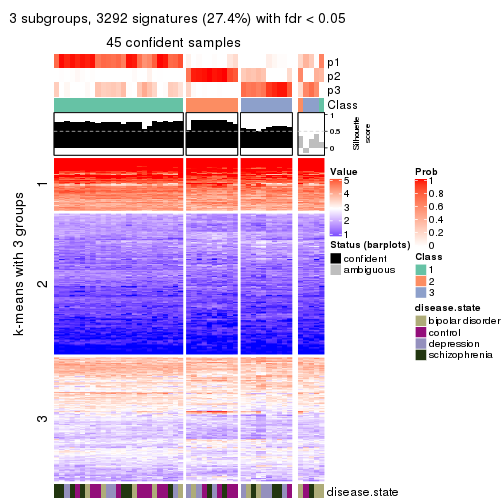 3 subgroups, 3292 signatures (27.4%) with fdr < 0.05
45 confident samples
p1
p2
p3
Class
1
0.5
0
Silhouette
score
k-means with 3 groups
1
2
3
Value
5
4
3
2
1
Status (barplots)
confident
ambiguous
Prob
1
0.8
0.6
0.4
0.2
0
Class
1
2
3
disease.state
bipolar disorder
control
depression
schizophrenia
disease.state